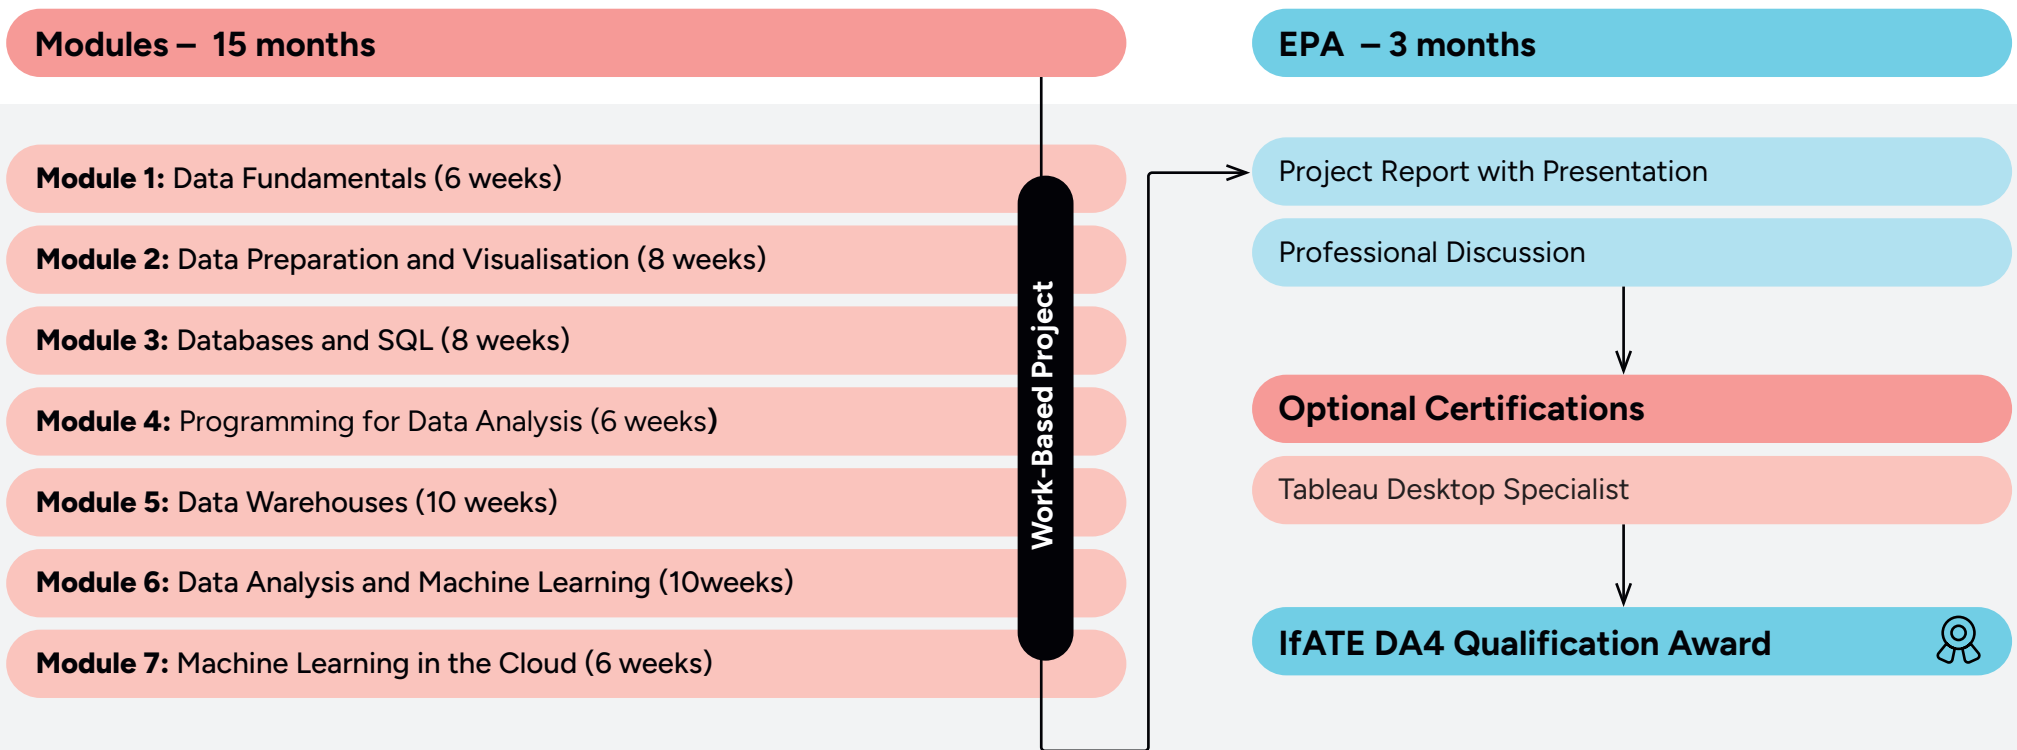 Modules – 15 months
Module 1: Data Fundamentals (6 weeks)
Module 2: Data Preparation and Visualisation (8 weeks)
Module 3: Databases and SQL (8 weeks)
Module 4: Programming for Data Analysis (6 weeks)
Module 5: Data Warehouses (10 weeks)
Module 6: Data Analysis and Machine Learning (10weeks)
Module 7: Machine Learning in the Cloud (6 weeks)
Work-Based Project
EPA – 3 months
Project Report with Presentation
Professional Discussion
Optional Certifications
Tableau Desktop Specialist
IfATE DA4 Qualification Award